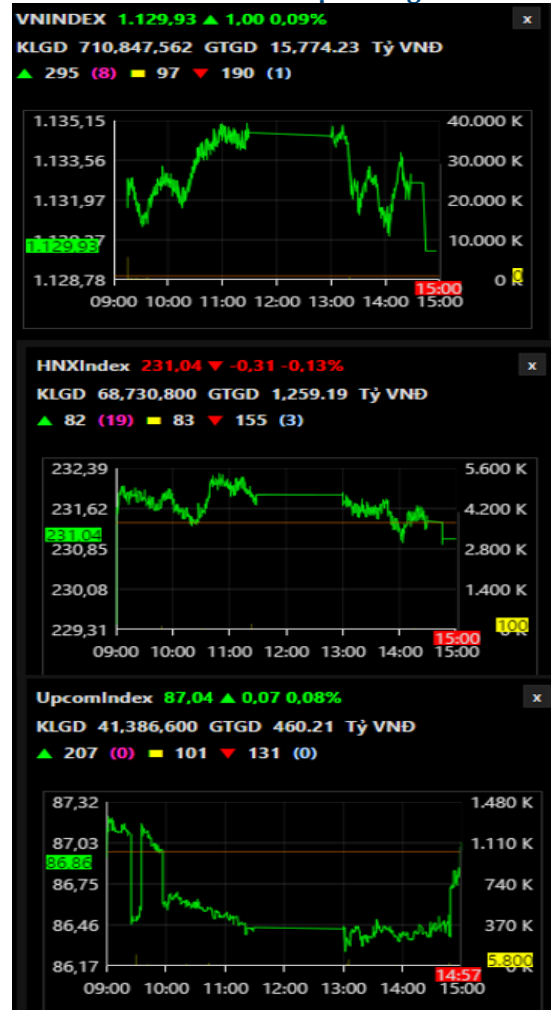 VNINDEX 1.129,93 ▲ 1,00 0,09% x
KLGD 710,847,562 GTGD 15,774.23 Tỷ VNĐ
▲ 295 (8) ▬ 97 ▼ 190 (1)
1.135,15 40.000 K
1.133,56 30.000 K
1.131,97 20.000 K
1.129,93 10.000 K
1.128,78 0 0
15:00
09:00 10:00 11:00 12:00 13:00 14:00 15:00
HNXIndex 231,04 ▼ -0,31 -0,13% x
KLGD 68,730,800 GTGD 1,259.19 Tỷ VNĐ
▲ 82 (19) ▬ 83 ▼ 155 (3)
232,39 5.600 K
231,62 4.200 K
231.04
230,85 2.800 K
230,08 1.400 K
229,31 100
15:00
09:00 10:00 11:00 12:00 13:00 14:00 15:00
UpcomIndex 87,04 ▲ 0,07 0,08% x
KLGD 41,386,600 GTGD 460.21 Tỷ VNĐ
▲ 207 (0) ▬ 101 ▼ 131 (0)
87,32 1.480 K
87,03 1.110 K
86.86
86,75 740 K
86,46 370 K
86,17 5.800
14:57
09:00 10:00 11:00 12:00 13:00 14:00 15:00